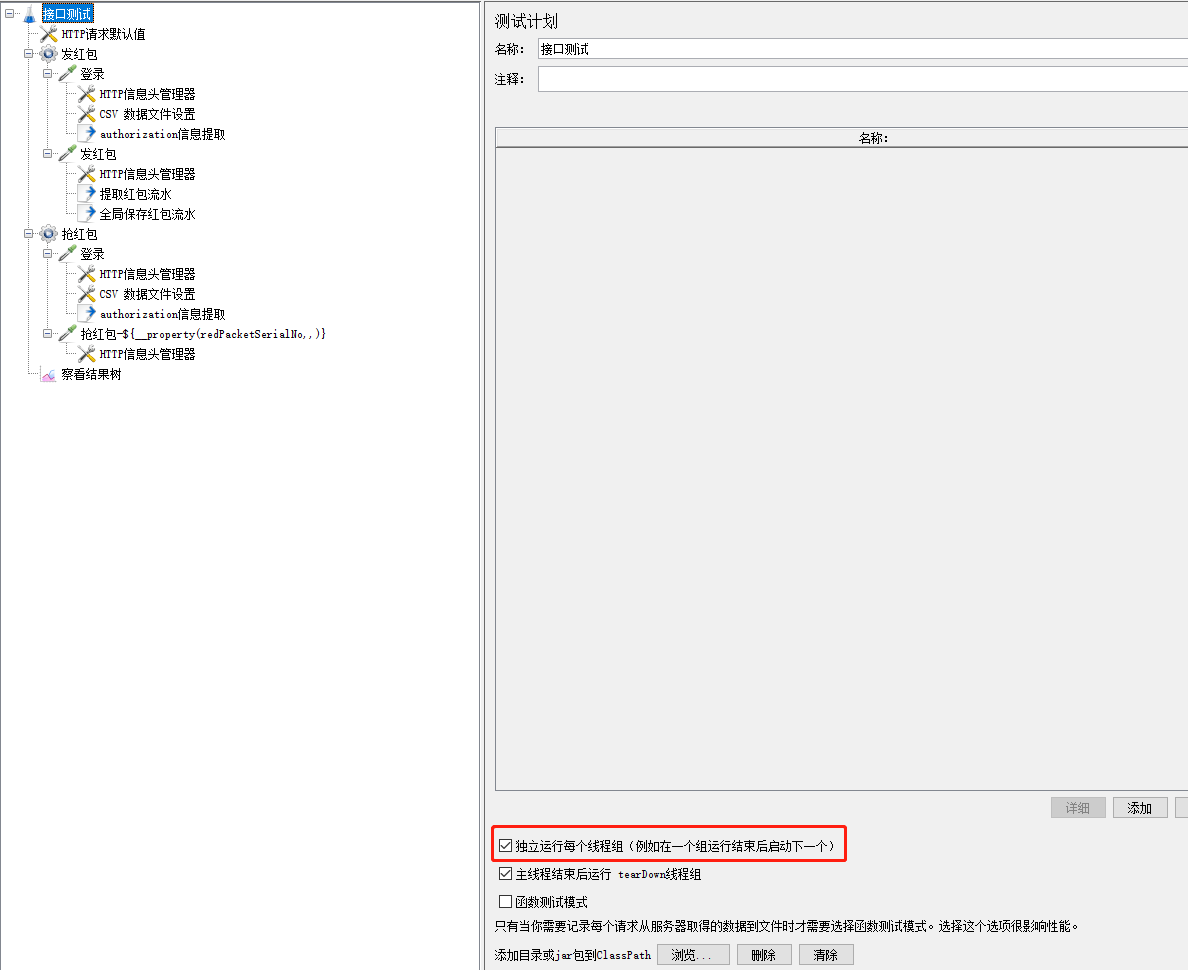 接口测试
HTTP请求默认值
发红包
登录
HTTP信息头管理器
CSV 数据文件设置
authorization信息提取
发红包
HTTP信息头管理器
提取红包流水
全局保存红包流水
抢红包
登录
HTTP信息头管理器
CSV 数据文件设置
authorization信息提取
抢红包-${__property(redPacketSerialNo,,)}
HTTP信息头管理器
察看结果树
测试计划
名称： 接口测试
注释：
名称：
详细 添加
独立运行每个线程组（例如在一个组运行结束后启动下一个）
主线程结束后运行 tearDown线程组
函数测试模式
只有当你需要记录每个请求从服务器取得的数据到文件时才需要选择函数测试模式。选择这个选项很影响性能。
添加目录或jar包到ClassPath 浏览... 删除 清除